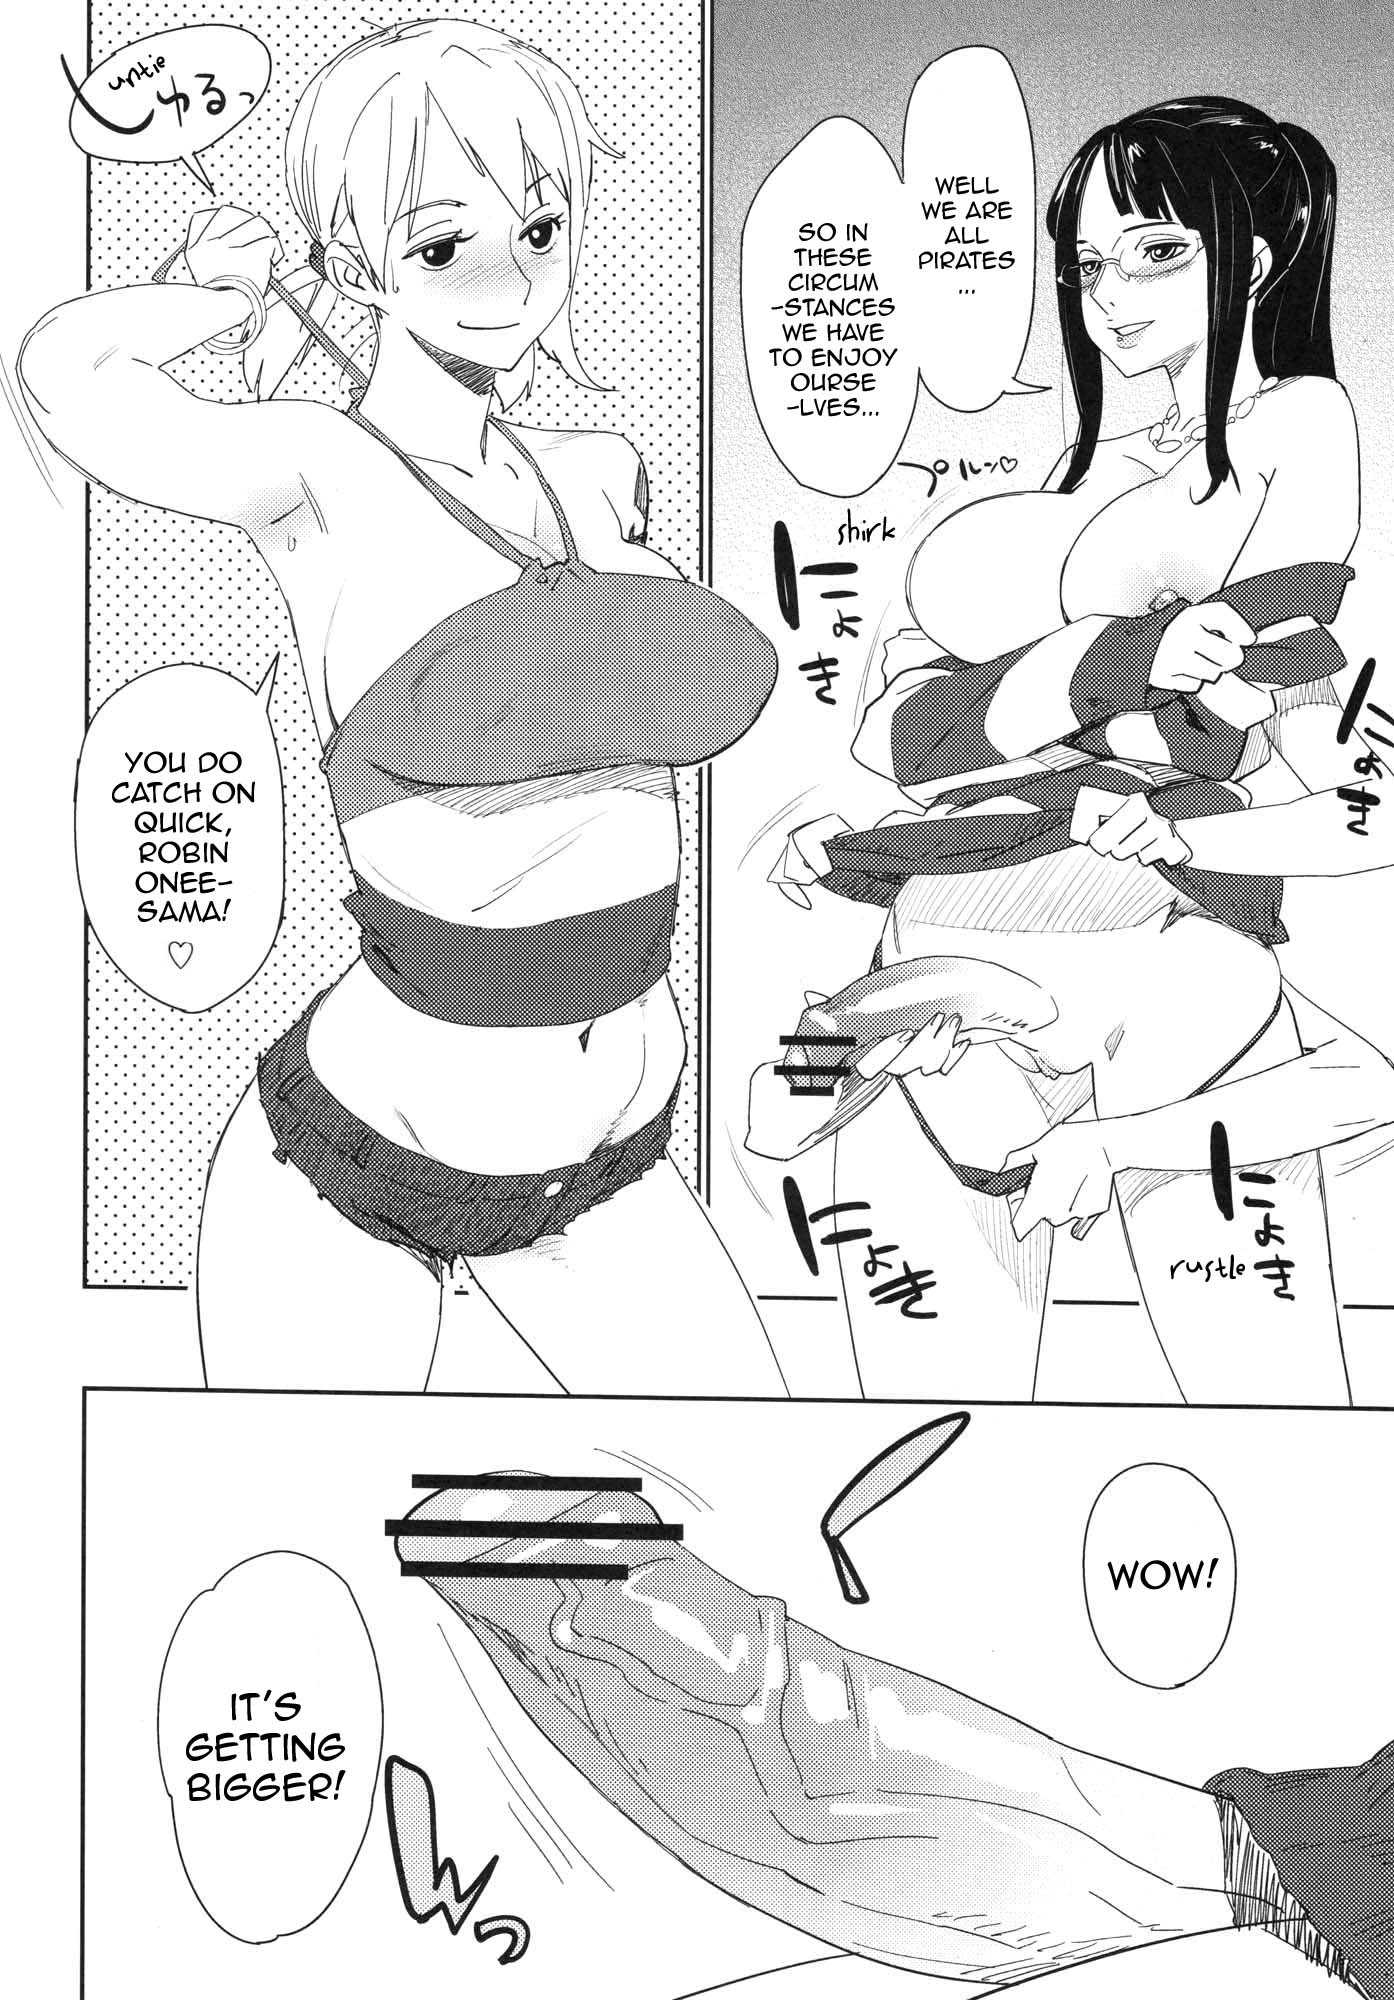 WELL
WE ARE
ALL
PIRATES
...
SO IN
THESE
CIRCUM
-STANCES
WE HAVE
TO ENJOY
OURSE
-LVES...
プルン♡
shirk
にょき
にょき
にょき
にょき
rustle
untie
しゅるっ
YOU DO
CATCH ON
QUICK,
ROBIN
ONEE-
SAMA!
♡
WOW!
IT'S
GETTING
BIGGER!